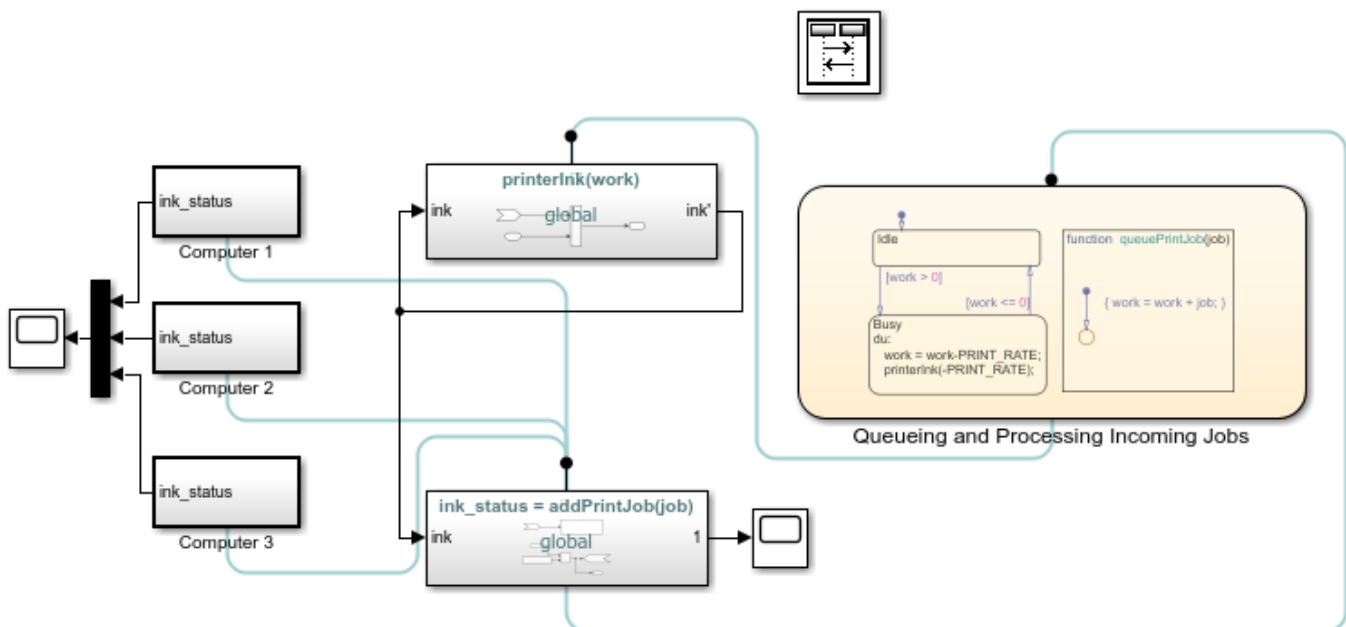 ink_status
Computer 1
ink_status
Computer 2
ink_status
Computer 3
printerInk(work)
ink
global
ink'
ink_status = addPrintJob(job)
ink
global
1
Idle
[work > 0]
[work <= 0]
Busy
du:
work = work-PRINT_RATE;
printerInk(-PRINT_RATE);
function queuePrintJob(job)
{ work = work + job; }
Queueing and Processing Incoming Jobs